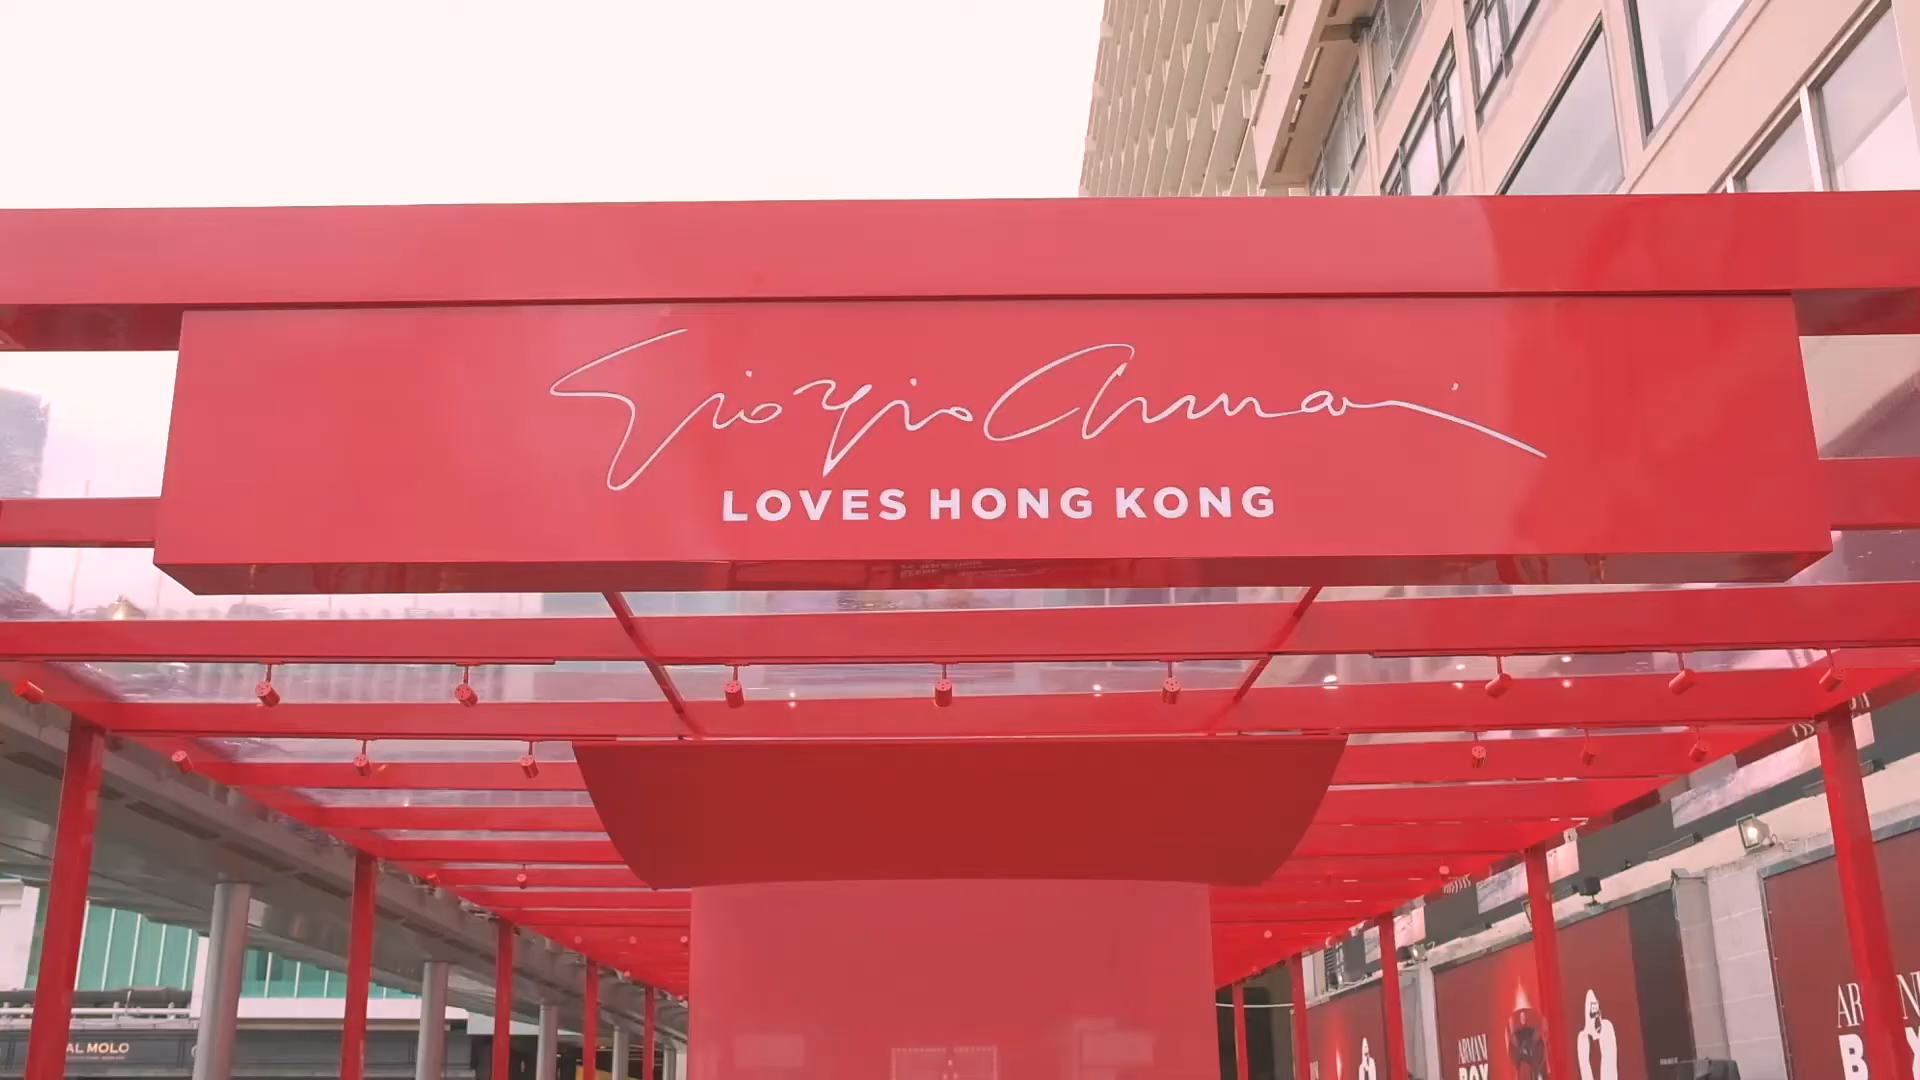 Giorgio Armani
LOVES HONG KONG
AL MOLO
ARMANI
BOX